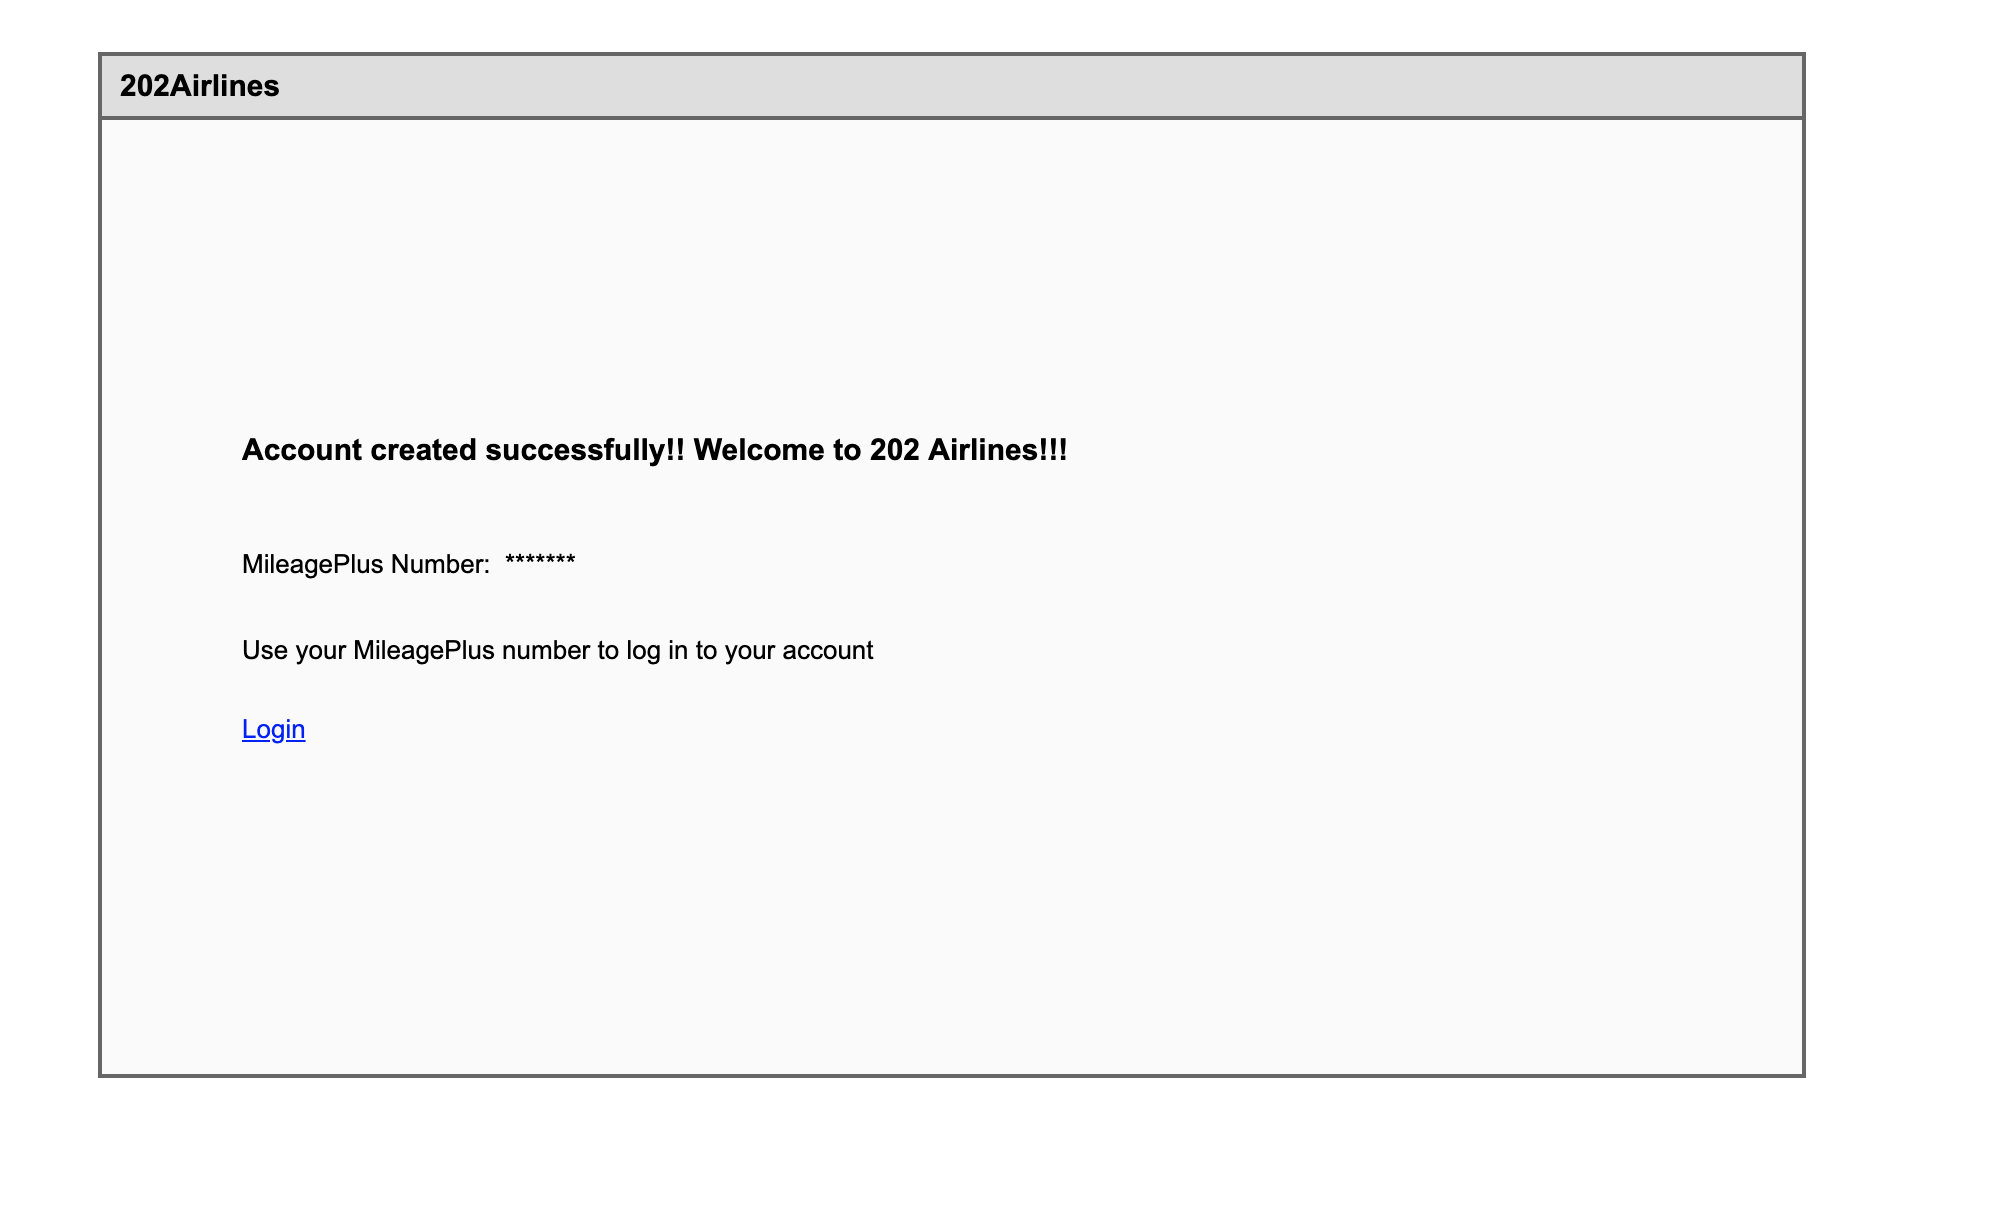 202Airlines
Account created successfully!! Welcome to 202 Airlines!!!
MileagePlus Number: *******
Use your MileagePlus number to log in to your account
Login